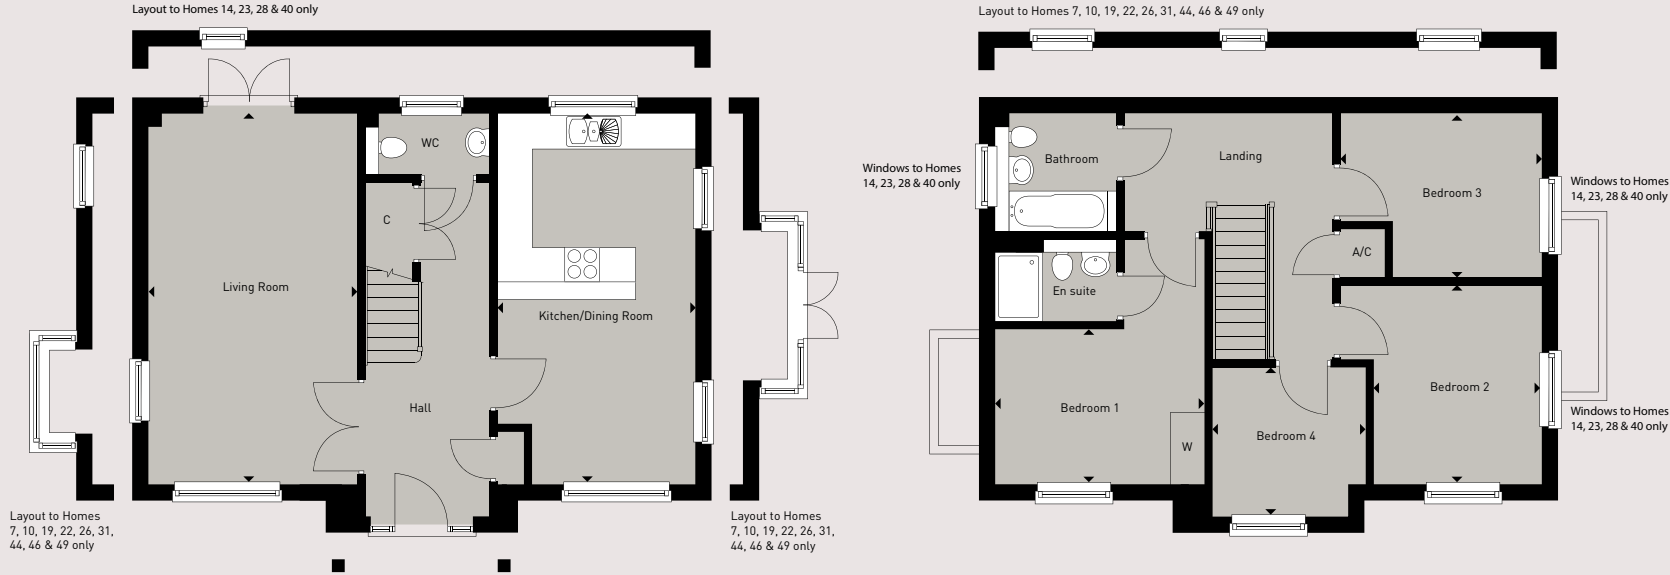 Layout to Homes 14, 23, 28 & 40 only
WC
C
Living Room
Kitchen/Dining Room
Hall
Layout to Homes
7, 10, 19, 22, 26, 31,
44, 46 & 49 only
Layout to Homes
7, 10, 19, 22, 26, 31,
44, 46 & 49 only
Layout to Homes 7, 10, 19, 22, 26, 31, 44, 46 & 49 only
Windows to Homes
14, 23, 28 & 40 only
Bathroom
Landing
Bedroom 3
Windows to Homes
14, 23, 28 & 40 only
A/C
En suite
Bedroom 2
Bedroom 1
Windows to Homes
14, 23, 28 & 40 only
Bedroom 4
W